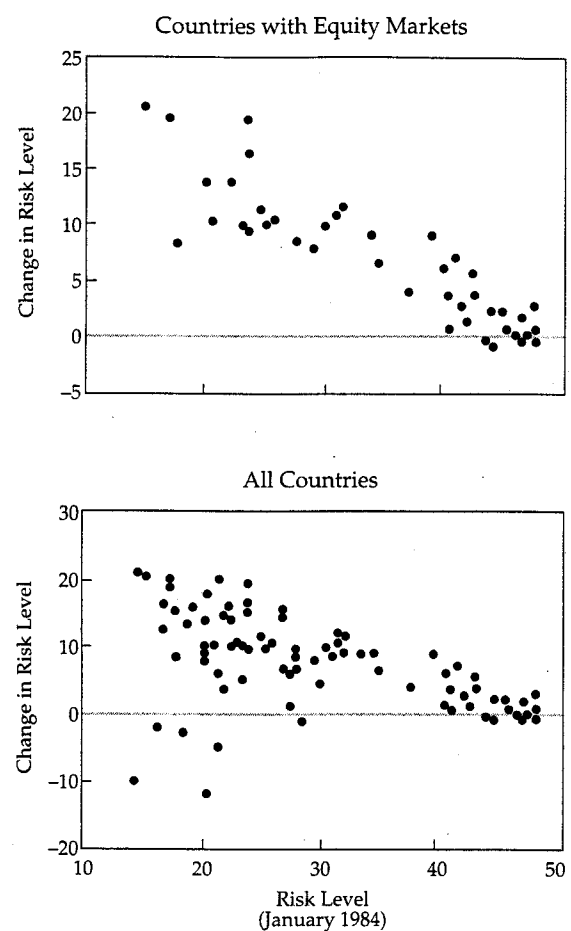 Countries with Equity Markets
25
20
15
10
5
0
−5
Change in Risk Level
All Countries
30
20
10
0
−10
−20
Change in Risk Level
10 20 30 40 50
Risk Level
(January 1984)